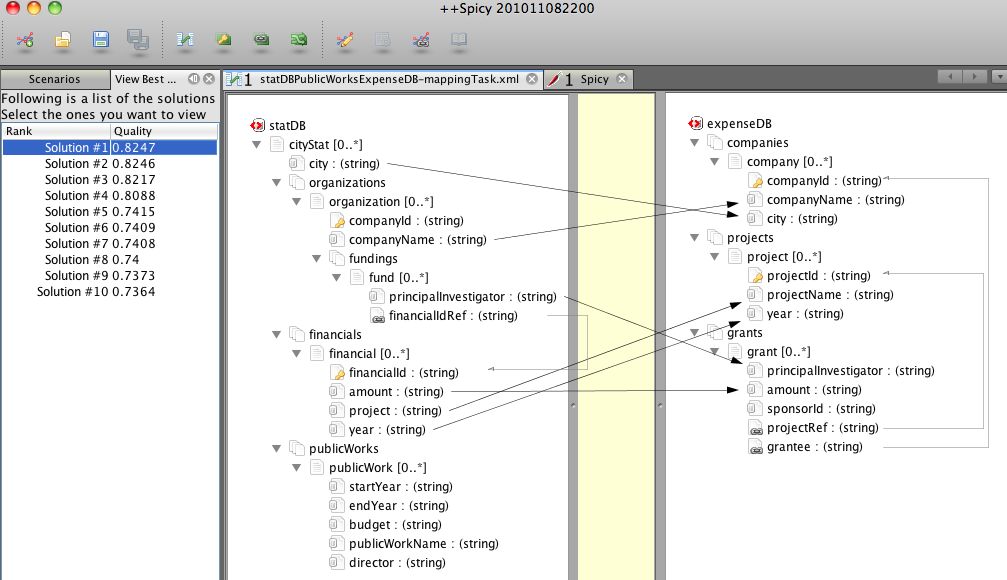 ++Spicy 201011082200
Scenarios
View Best ...
1 statDBPublicWorksExpenseDB-mappingTask.xml
1 Spicy
Following is a list of the solutions
Select the ones you want to view
Rank Quality
Solution #1 0.8247
Solution #2 0.8246
Solution #3 0.8217
Solution #4 0.8088
Solution #5 0.7415
Solution #6 0.7409
Solution #7 0.7408
Solution #8 0.74
Solution #9 0.7373
Solution #10 0.7364
statDB
cityStat [0..*]
city : (string)
organizations
organization [0..*]
companyId : (string)
companyName : (string)
fundings
fund [0..*]
principalInvestigator : (string)
financialIdRef : (string)
financials
financial [0..*]
financialId : (string)
amount : (string)
project : (string)
year : (string)
publicWorks
publicWork [0..*]
startYear : (string)
endYear : (string)
budget : (string)
publicWorkName : (string)
director : (string)
expenseDB
companies
company [0..*]
companyId : (string)
companyName : (string)
city : (string)
projects
project [0..*]
projectId : (string)
projectName : (string)
year : (string)
grants
grant [0..*]
principalInvestigator : (string)
amount : (string)
sponsorId : (string)
projectRef : (string)
grantee : (string)